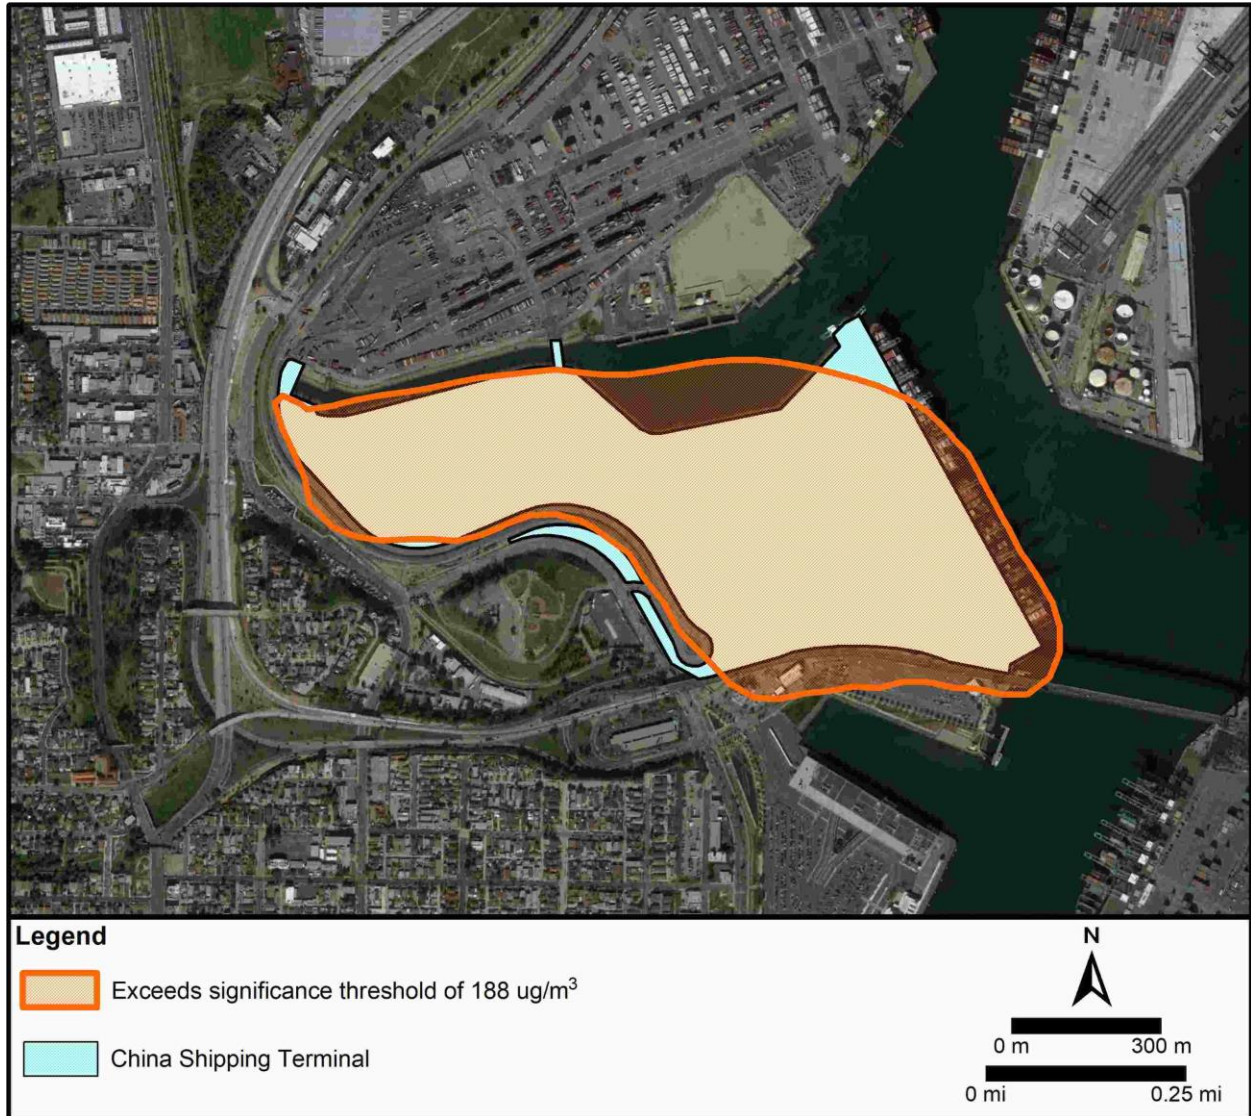 Legend
Exceeds significance threshold of 188 ug/m³
China Shipping Terminal
N
0 m 300 m
0 mi 0.25 mi